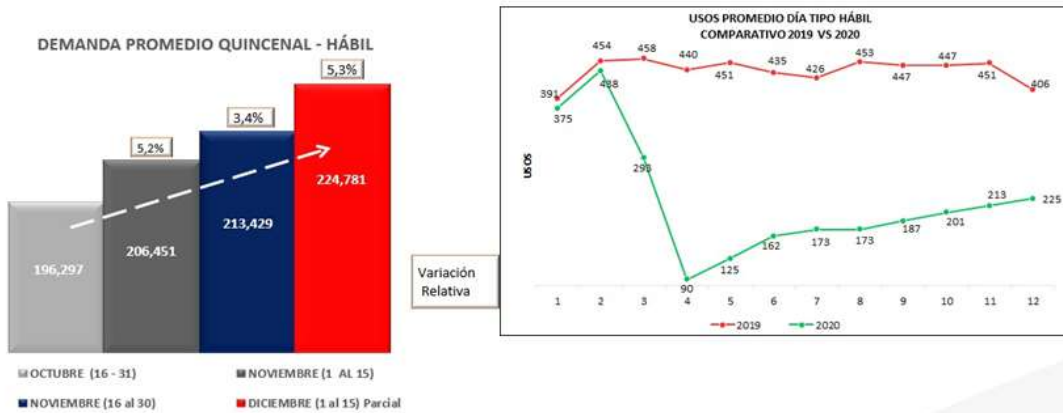 DEMANDA PROMEDIO QUINCENAL - HÁBIL
5,3%
3,4%
5,2%
224,781
213,429
206,451
196,297
OCTUBRE (16 - 31)
NOVIEMBRE (1 AL 15)
NOVIEMBRE (16 al 30)
DICIEMBRE (1 al 15) Parcial
Variación
Relativa
USOS PROMEDIO DÍA TIPO HÁBIL
COMPARATIVO 2019 VS 2020
USOS
391 454 458 440 451 435 426 453 447 447 451 406
375 438 293 90 125 162 173 173 187 201 213 225
1 2 3 4 5 6 7 8 9 10 11 12
2019 2020